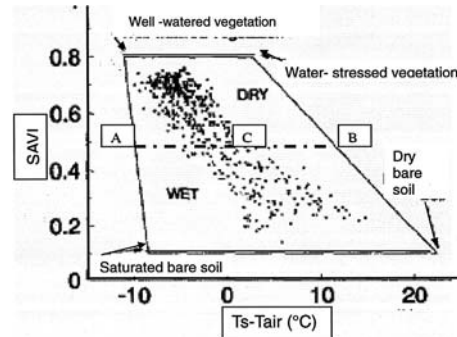 Well -watered vegetation
0.8
Water- stressed vegetation
DRY
0.6
A
C
B
SAVI
0.4
Dry
bare
soil
WET
0.2
0
Saturated bare soil
-10
0
10
20
Ts-Tair (°C)